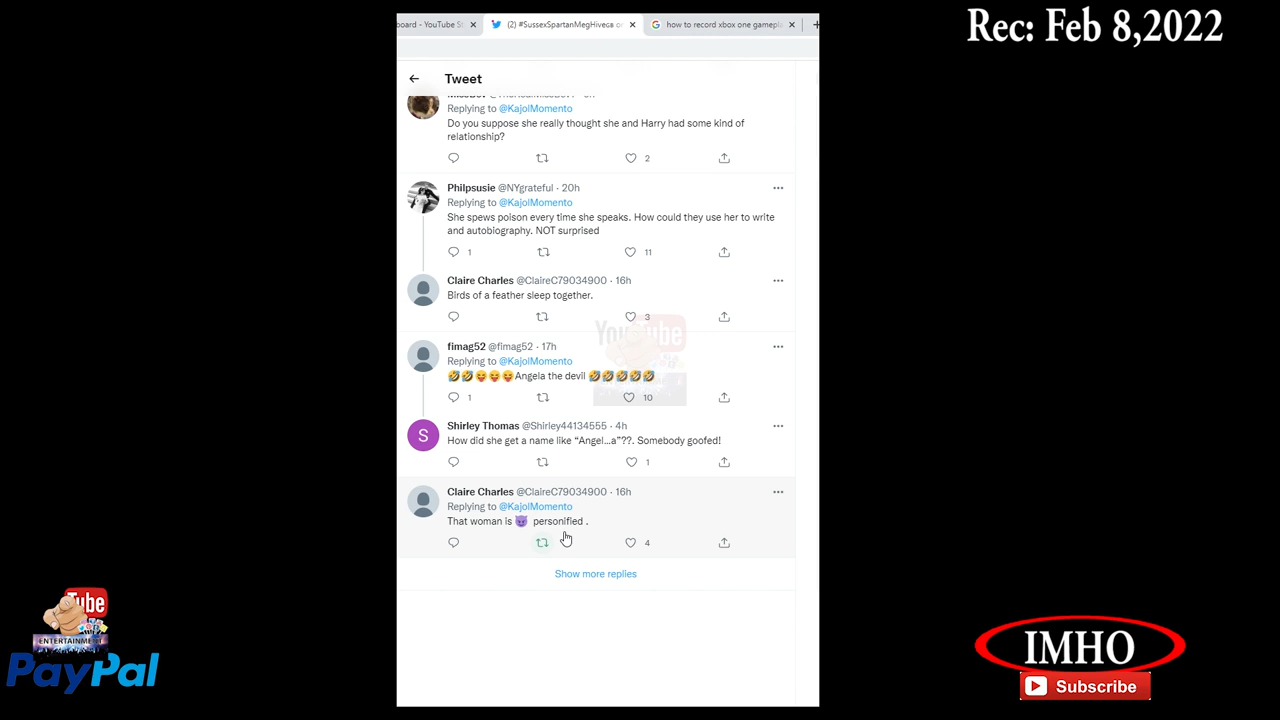 Rec: Feb 8,2022
board - YouTube St
(2) #SussexSpartanMegHiveca on
how to record xbox one gamepla
Tweet
Replying to @KajolMomento
Do you suppose she really thought she and Harry had some kind of
relationship?
2
Philpsusie @NYgrateful · 20h
Replying to @KajolMomento
She spews poison every time she speaks. How could they use her to write
and autobiography. NOT surprised
1 11
Claire Charles @ClaireC79034900 · 16h
Birds of a feather sleep together.
3
fimag52 @fimag52 · 17h
Replying to @KajolMomento
🤣🤣😝😝😝Angela the devil 🤣🤣🤣🤣🤣
1 10
S
Shirley Thomas @Shirley44134555 · 4h
How did she get a name like “Angel...a”??. Somebody goofed!
1
Claire Charles @ClaireC79034900 · 16h
Replying to @KajolMomento
That woman is 😈 personified .
4
Show more replies
YouTube
Tube
ENTERTAINMENT
PayPal
IMHO
Subscribe